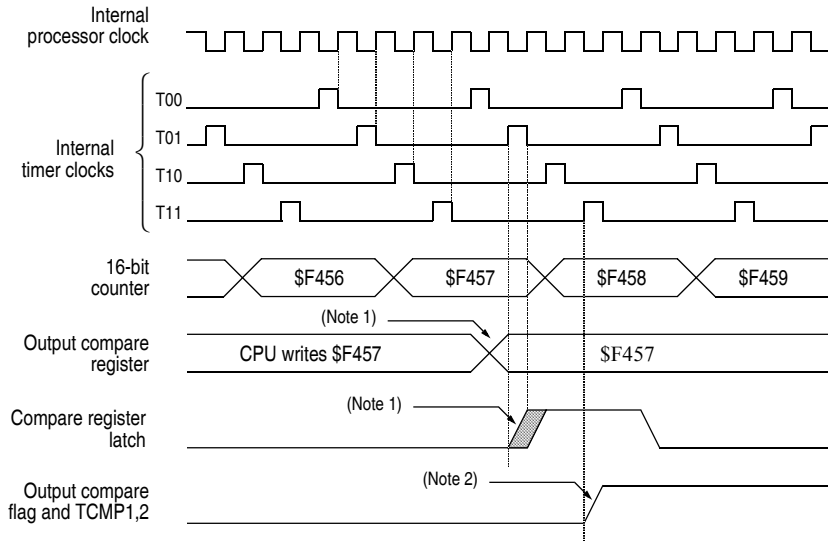 Internal
processor clock
T00
T01
Internal
timer clocks
T10
T11
16-bit
counter
$F456
$F457
$F458
$F459
(Note 1)
Output compare
register
CPU writes $F457
$F457
(Note 1)
Compare register
latch
(Note 2)
Output compare
flag and TCMP1,2